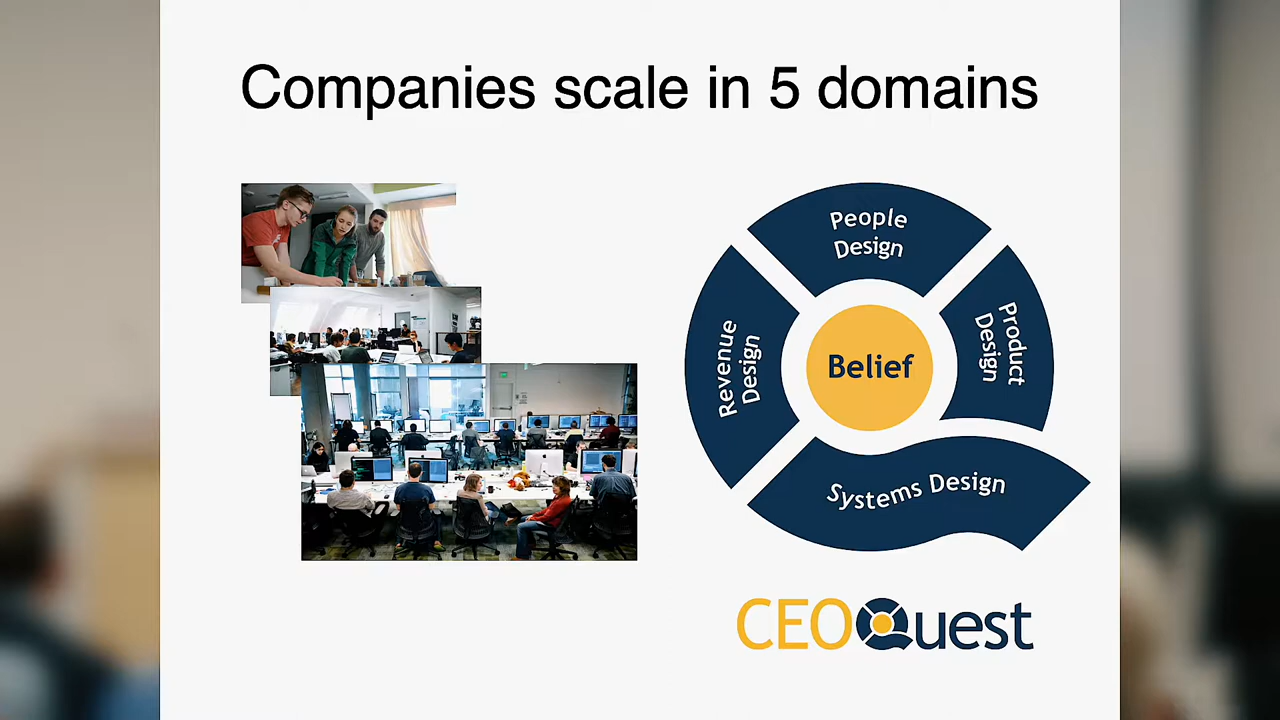 Companies scale in 5 domains
People
Design
Revenue
Design
Belief
Product
Design
Systems Design
CEOQuest